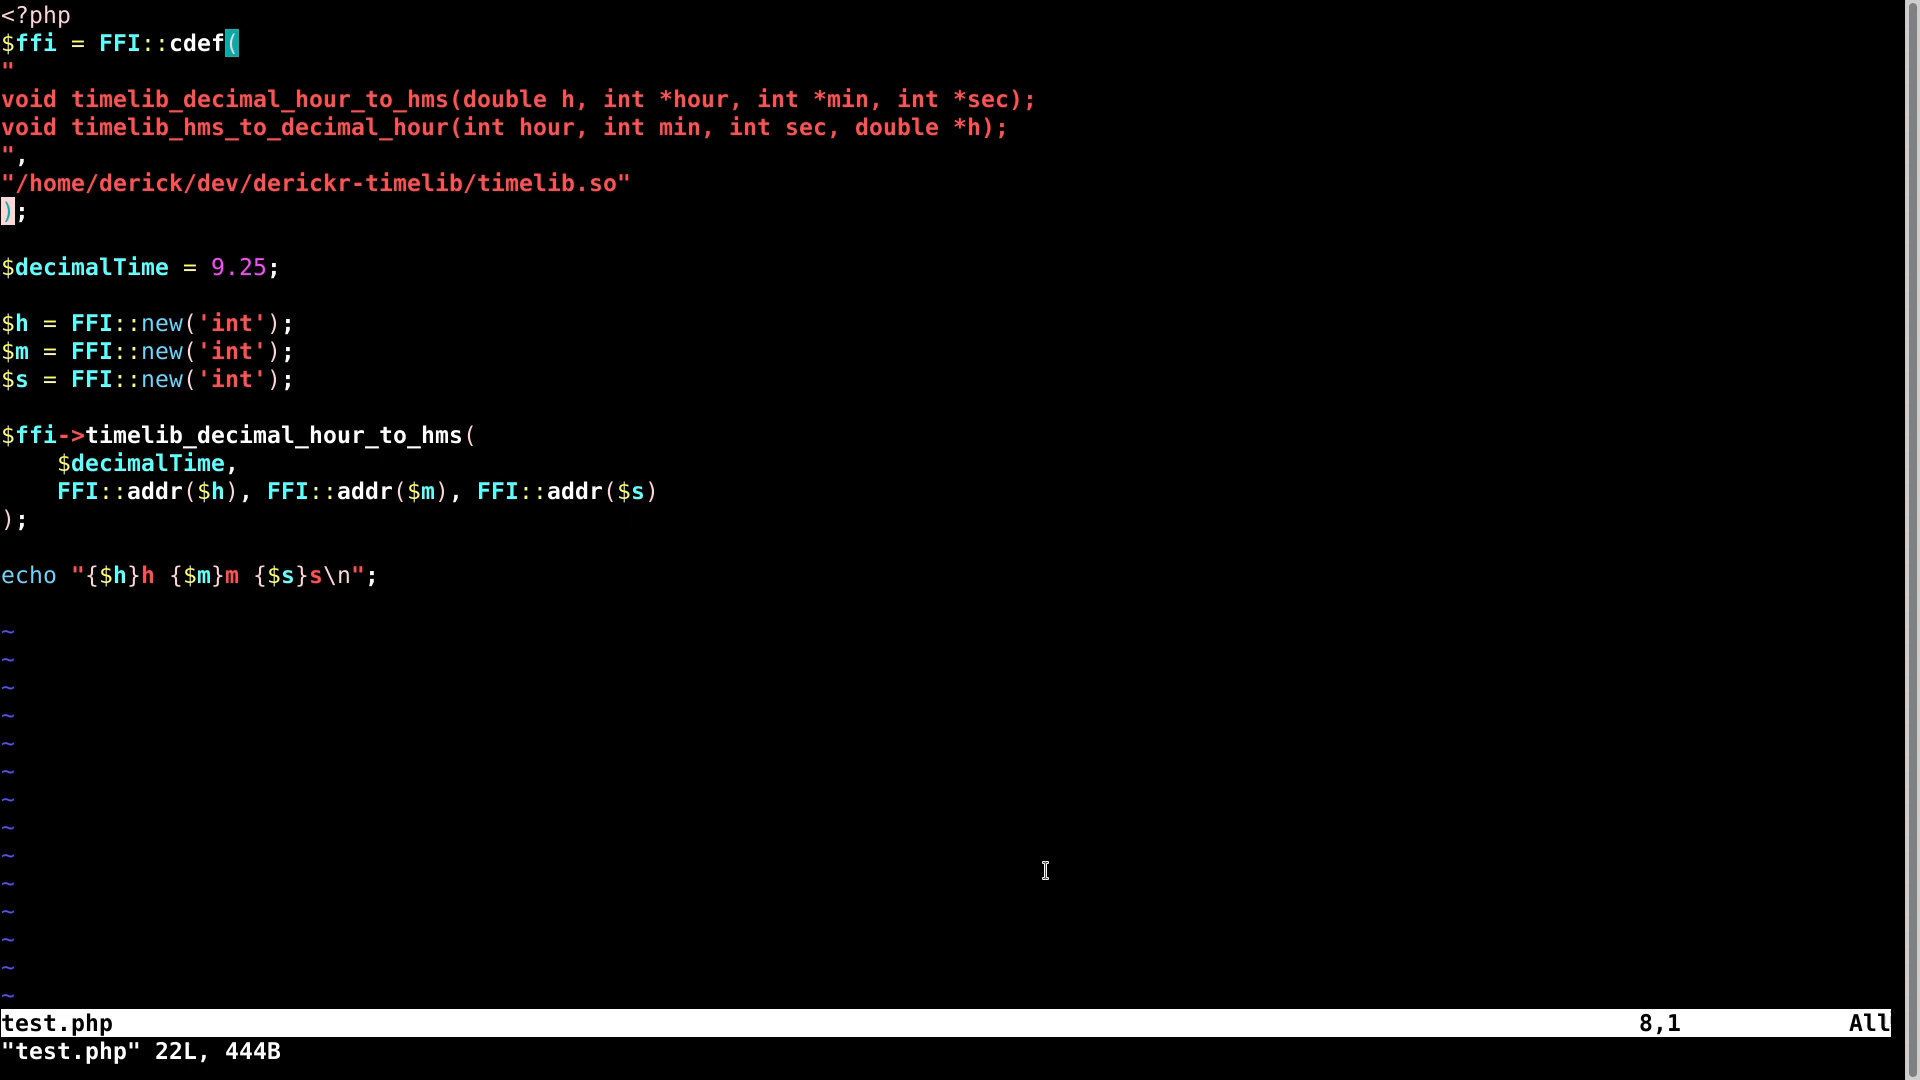 <?php
$ffi = FFI::cdef(
"
void timelib_decimal_hour_to_hms(double h, int *hour, int *min, int *sec);
void timelib_hms_to_decimal_hour(int hour, int min, int sec, double *h);
",
"/home/derick/dev/derickr-timelib/timelib.so"
);

$decimalTime = 9.25;

$h = FFI::new('int');
$m = FFI::new('int');
$s = FFI::new('int');

$ffi->timelib_decimal_hour_to_hms(
    $decimalTime,
    FFI::addr($h), FFI::addr($m), FFI::addr($s)
);

echo "{$h}h {$m}m {$s}s\n";

~
~
~
~
~
~
~
~
~
~
~
~
~
~
test.php 8,1 All
"test.php" 22L, 444B